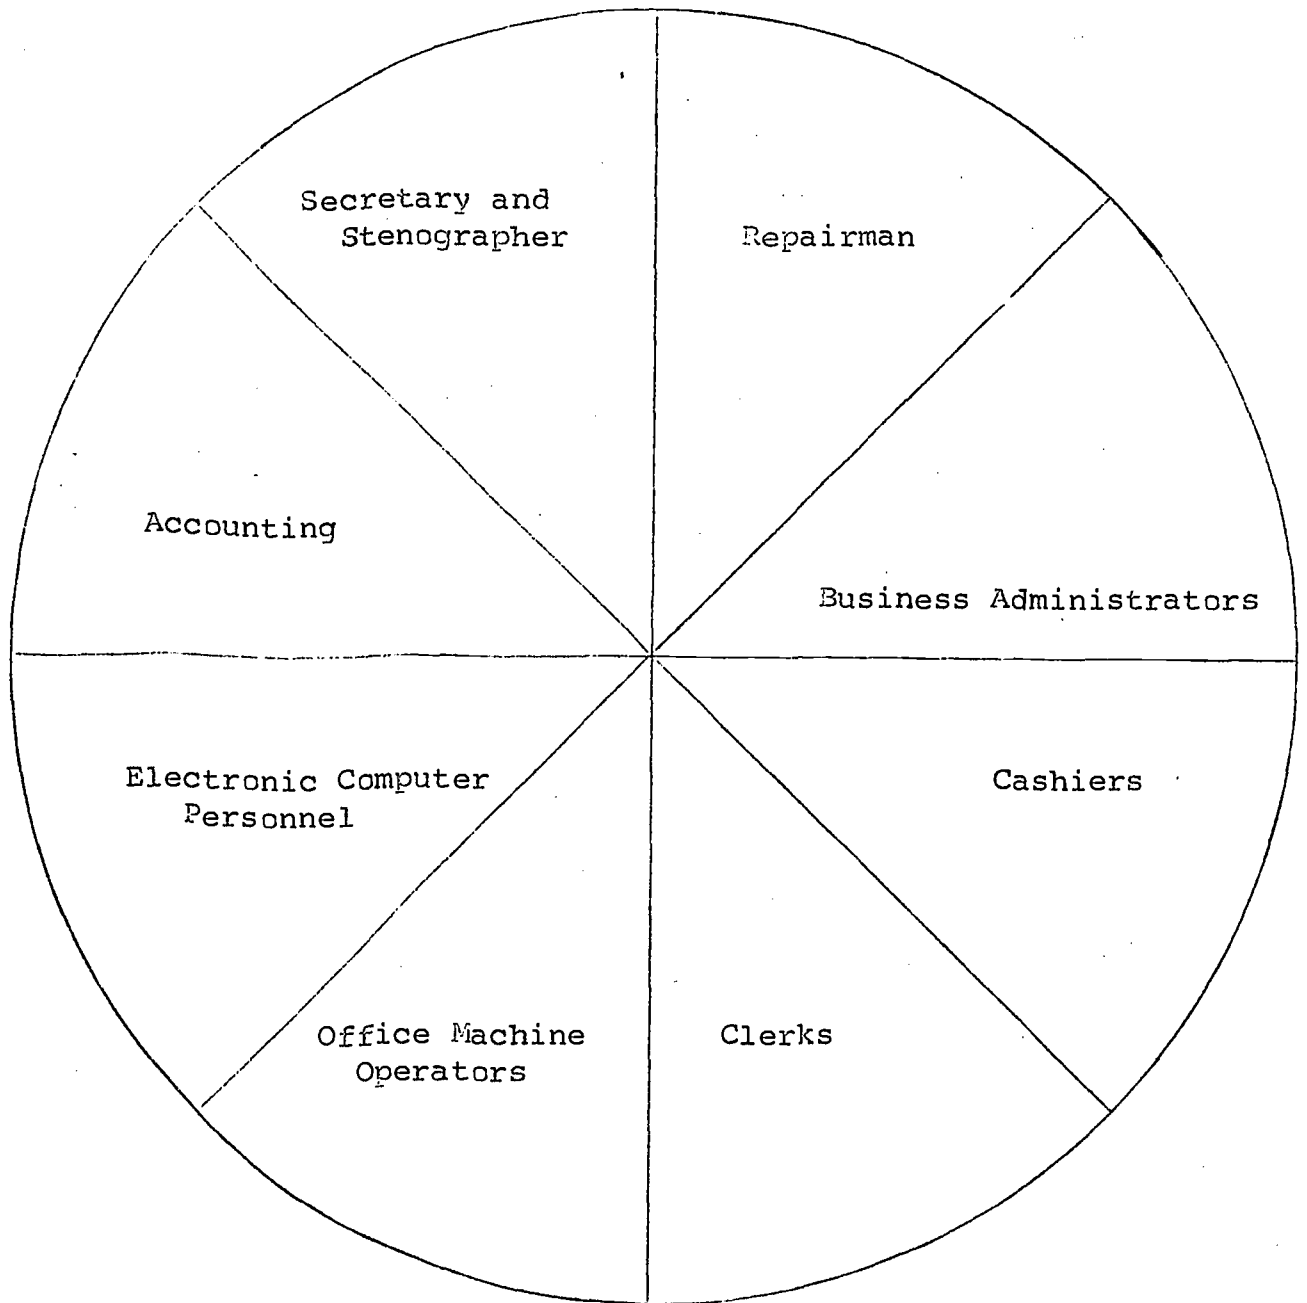 Secretary and
Stenographer
Repairman
Accounting
Business Administrators
Electronic Computer
Personnel
Cashiers
Office Machine
Operators
Clerks